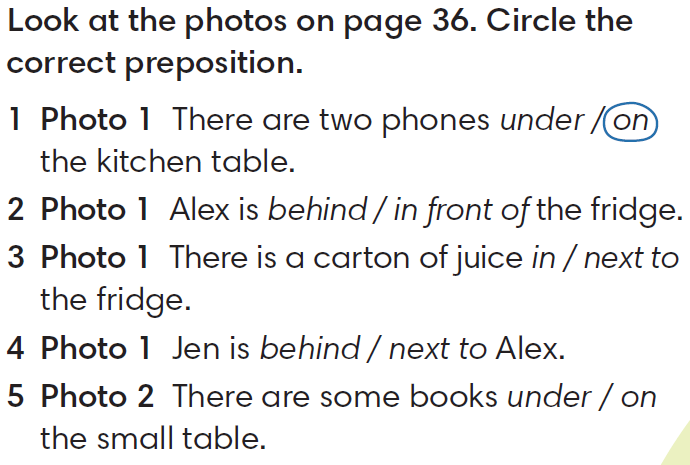 Look at the photos on page 36. Circle the
correct preposition.
1 Photo 1 There are two phones under / on
the kitchen table.
2 Photo 1 Alex is behind / in front of the fridge.
3 Photo 1 There is a carton of juice in / next to
the fridge.
4 Photo 1 Jen is behind / next to Alex.
5 Photo 2 There are some books under / on
the small table.